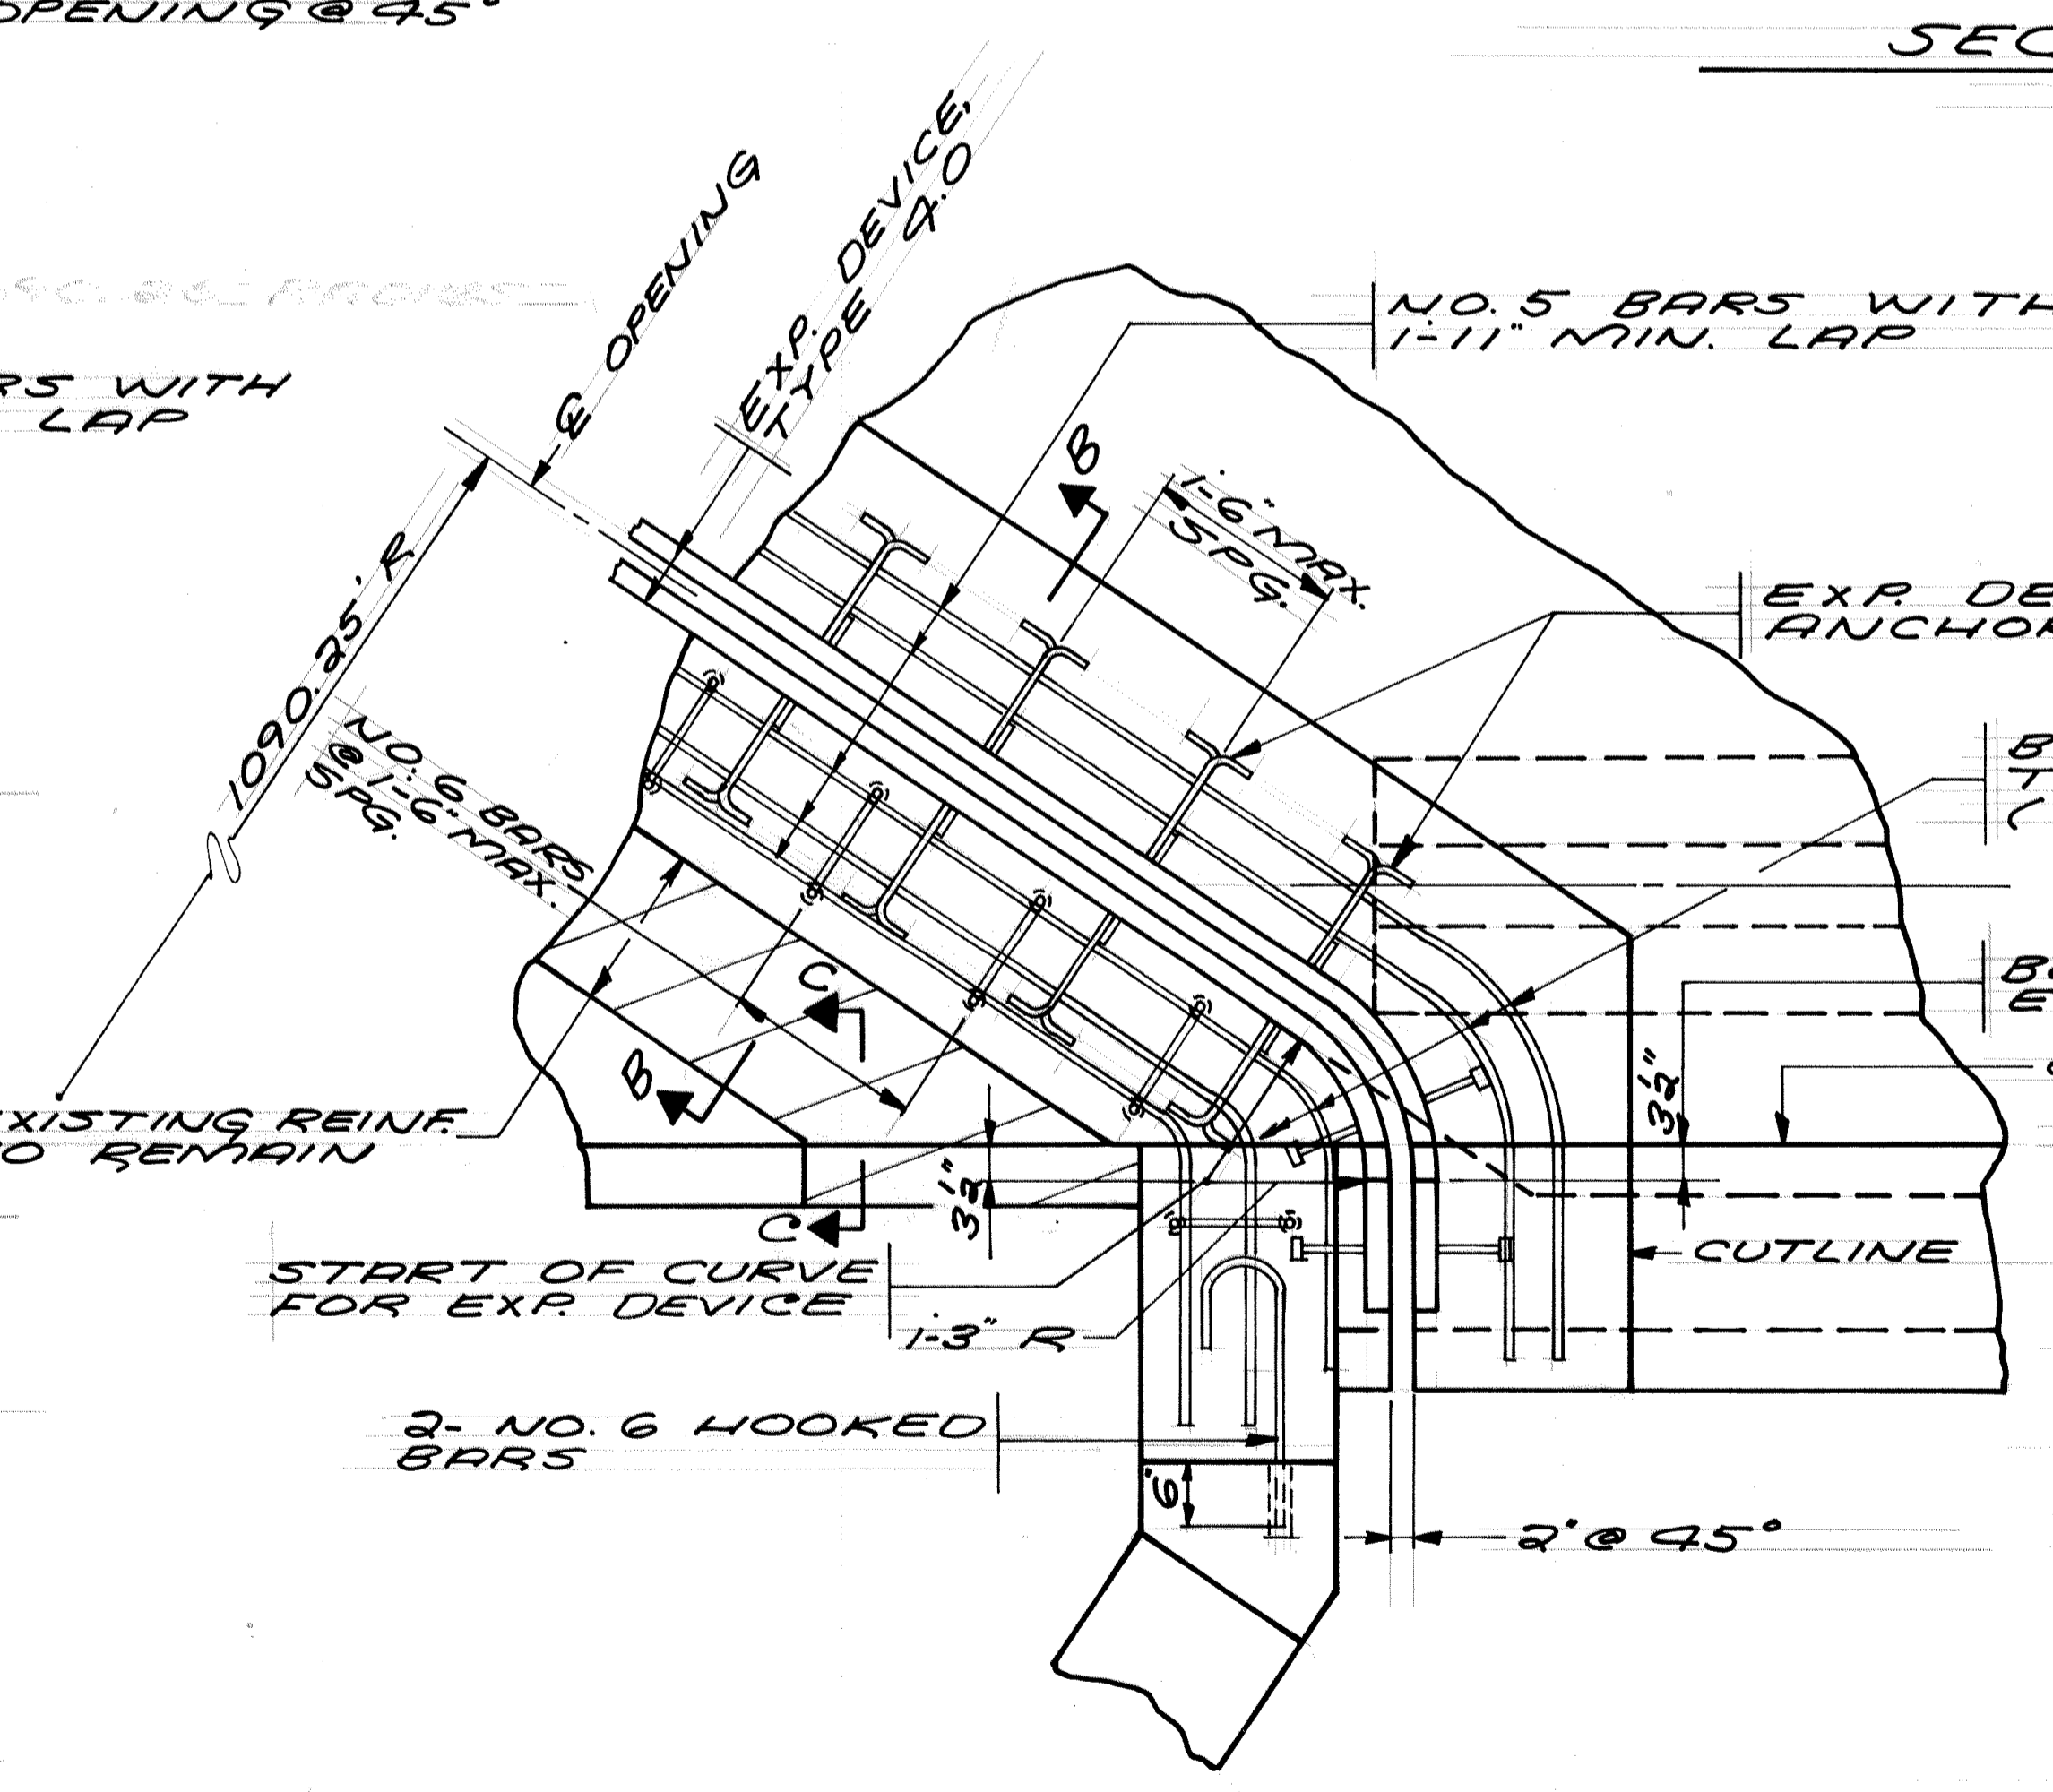 OPENING @ 45°
SEC
℄ OPENING
EXP. DEVICE,
TYPE 4.0
NO. 5 BARS WITH
1-11" MIN. LAP
RS WITH
LAP
B
1-6" MAX.
SPG.
1090.25' R
EXP. DE
ANCHOR
NO. 6 BARS
@ 1-6" MAX.
SPG.
B
T
(
C
B
E
B
3½"
EXISTING REINF.
TO REMAIN
3½"
C
CUTLINE
START OF CURVE
FOR EXP. DEVICE
1-3" R
2- NO. 6 HOOKED
BARS
6"
2" @ 45°